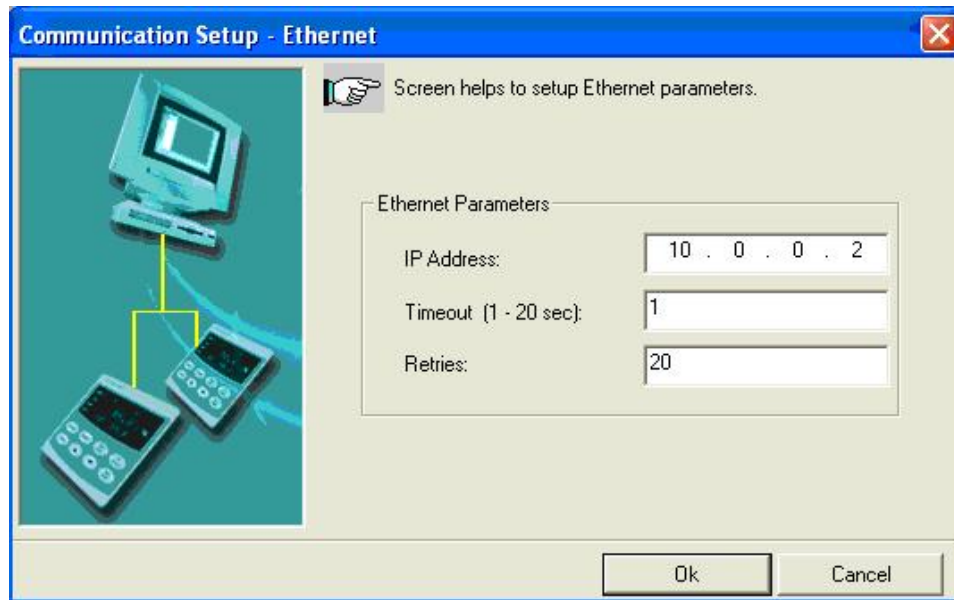 Communication Setup - Ethernet
Screen helps to setup Ethernet parameters.
Ethernet Parameters
IP Address: 10 . 0 . 0 . 2
Timeout (1 - 20 sec): 1
Retries: 20
Ok Cancel